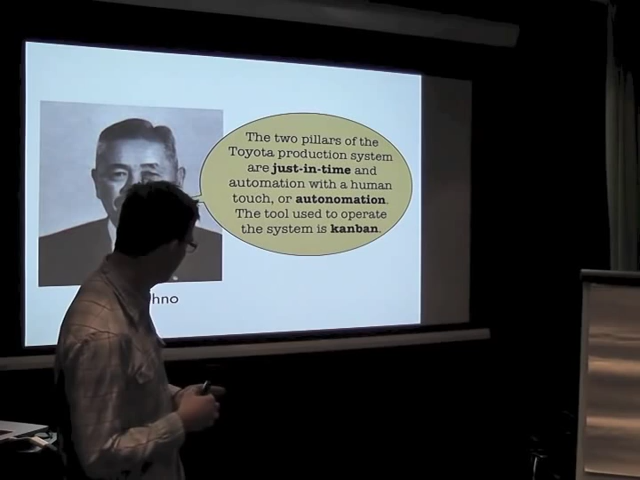 The two pillars of the
Toyota production system
are just-in-time and
automation with a human
touch, or autonomation.
The tool used to operate
the system is kanban.
hno